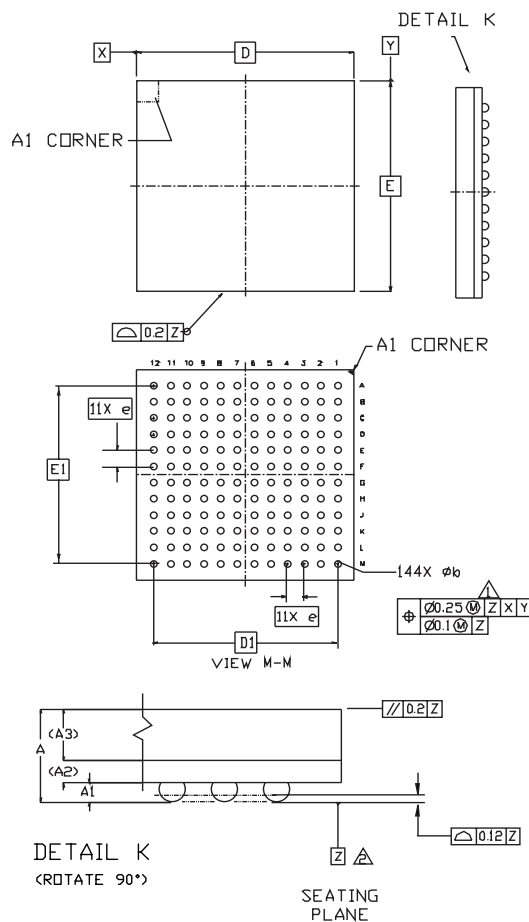 DETAIL K
X D Y
A1 CORNER
E
⌓ 0.2 Z
A1 CORNER
12 11 10 9 8 7 6 5 4 3 2 1
A
B
C
D
E
F
G
H
J
K
L
M
11X e
E1
144X Øb
1
⌖ Ø0.25 Ⓜ Z X Y
Ø0.1 Ⓜ Z
11X e
D1
VIEW M-M
// 0.2 Z
A
(A3)
(A2)
A1
⌓ 0.12 Z
Z 2
DETAIL K
(ROTATE 90°)
SEATING
PLANE